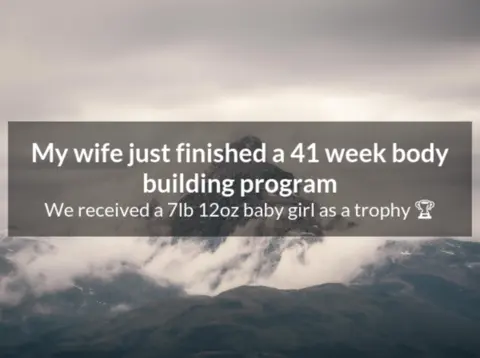 My wife just finished a 41 week body
building program
We received a 7lb 12oz baby girl as a trophy 🏆